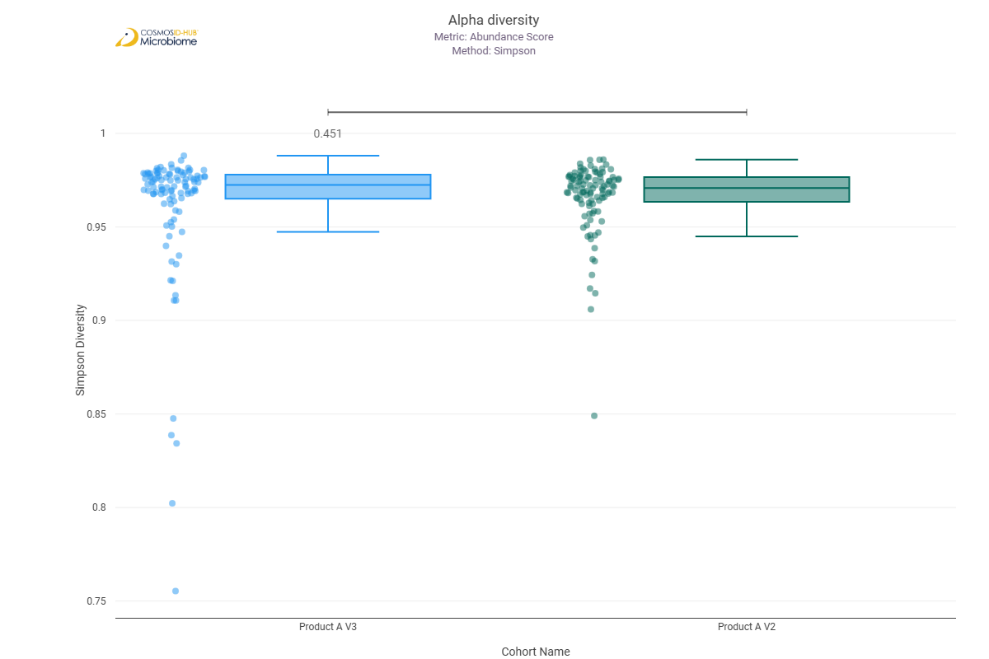 Alpha diversity
Metric: Abundance Score
Method: Simpson
COSMOSID-HUB
Microbiome
0.451
1
0.95
0.9
0.85
0.8
0.75
Simpson Diversity
Product A V3
Product A V2
Cohort Name